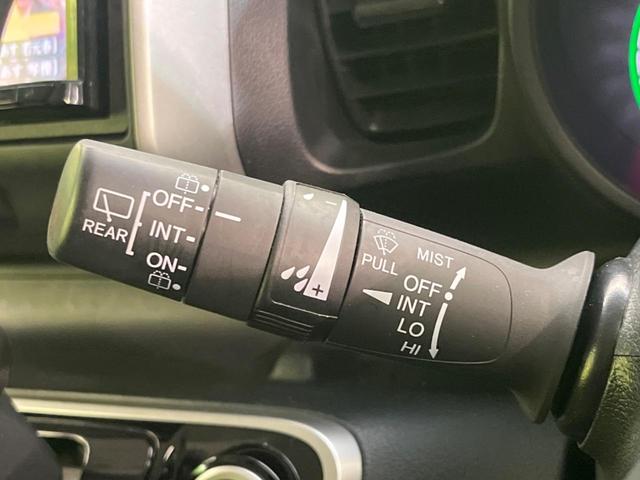 OFF-
REAR
INT-
ON-
-
+
PULL
MIST
OFF
INT
LO
HI